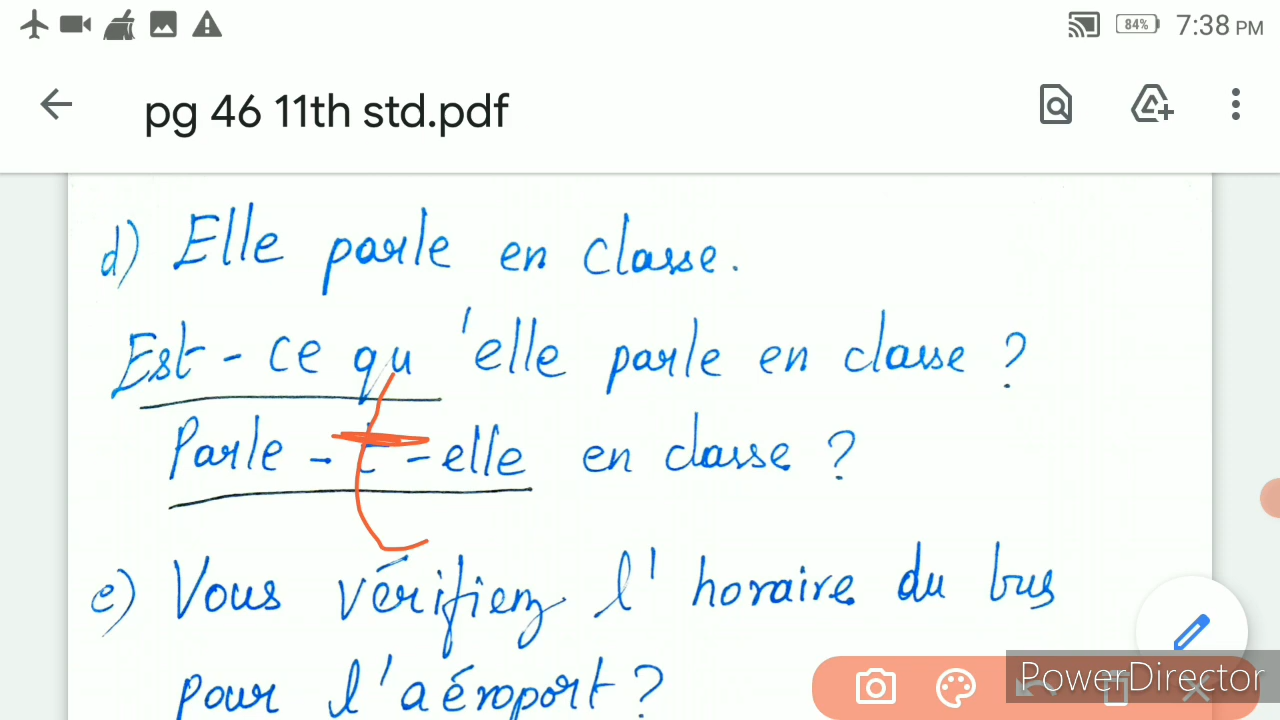 84%
7:38 PM
pg 46 11th std.pdf
d) Elle parle en classe.
Est-ce qu'elle parle en classe ?
Parle-t-elle en classe ?
e) Vous vérifiez l'horaire du bus
pour l'aéroport ?
PowerDirector